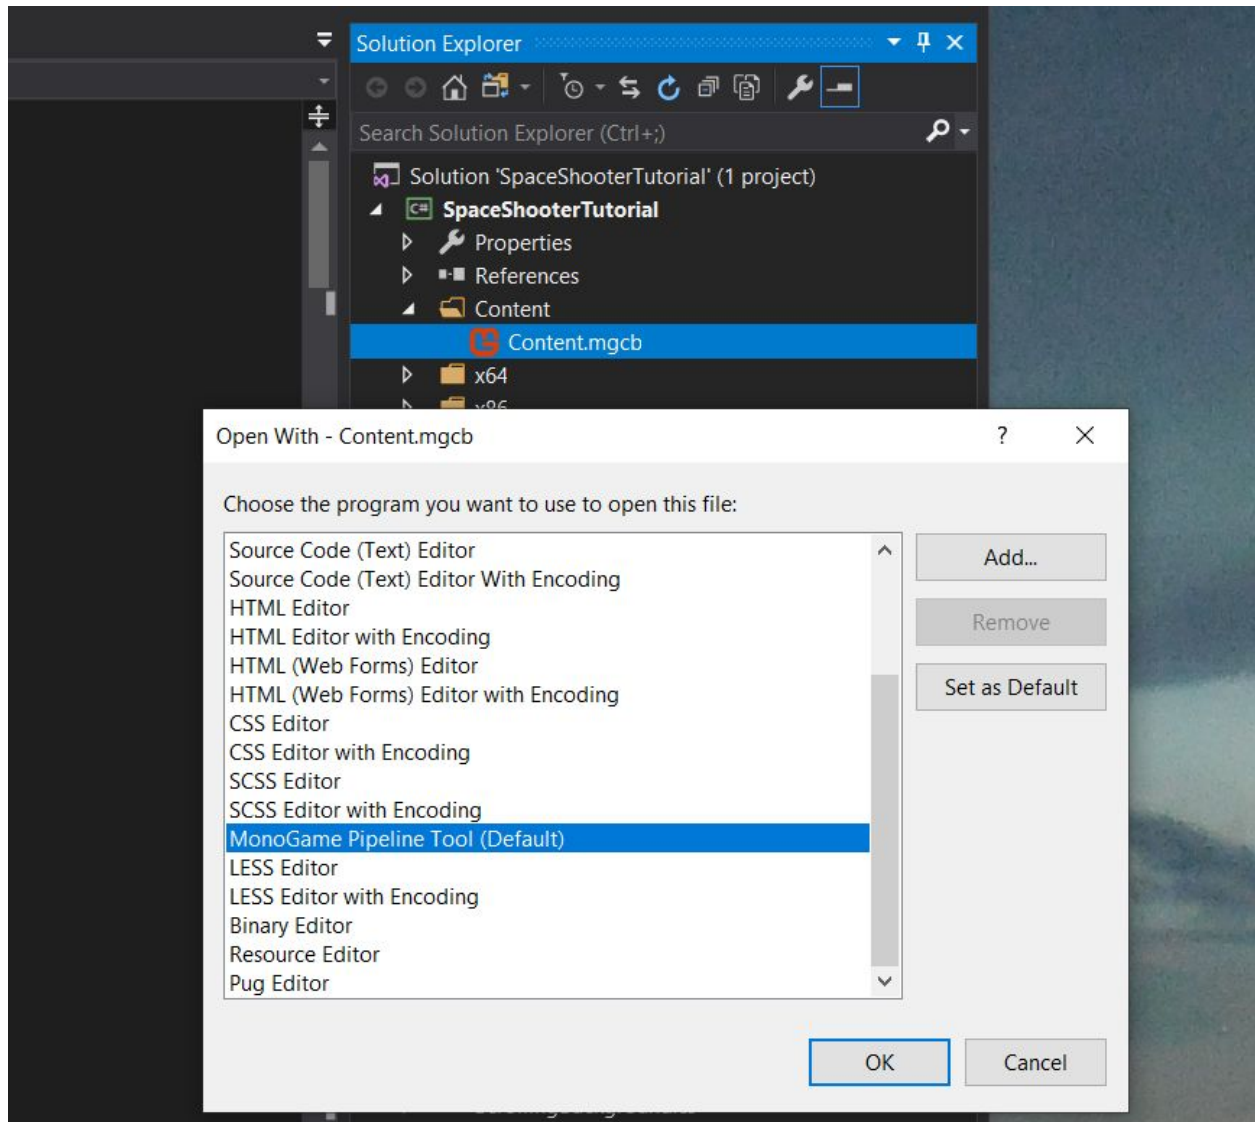 Solution Explorer
Search Solution Explorer (Ctrl+;)
Solution 'SpaceShooterTutorial' (1 project)
C# SpaceShooterTutorial
Properties
References
Content
Content.mgcb
x64
x86
Open With - Content.mgcb
?
Choose the program you want to use to open this file:
Source Code (Text) Editor
Source Code (Text) Editor With Encoding
HTML Editor
HTML Editor with Encoding
HTML (Web Forms) Editor
HTML (Web Forms) Editor with Encoding
CSS Editor
CSS Editor with Encoding
SCSS Editor
SCSS Editor with Encoding
MonoGame Pipeline Tool (Default)
LESS Editor
LESS Editor with Encoding
Binary Editor
Resource Editor
Pug Editor
Add...
Remove
Set as Default
OK
Cancel